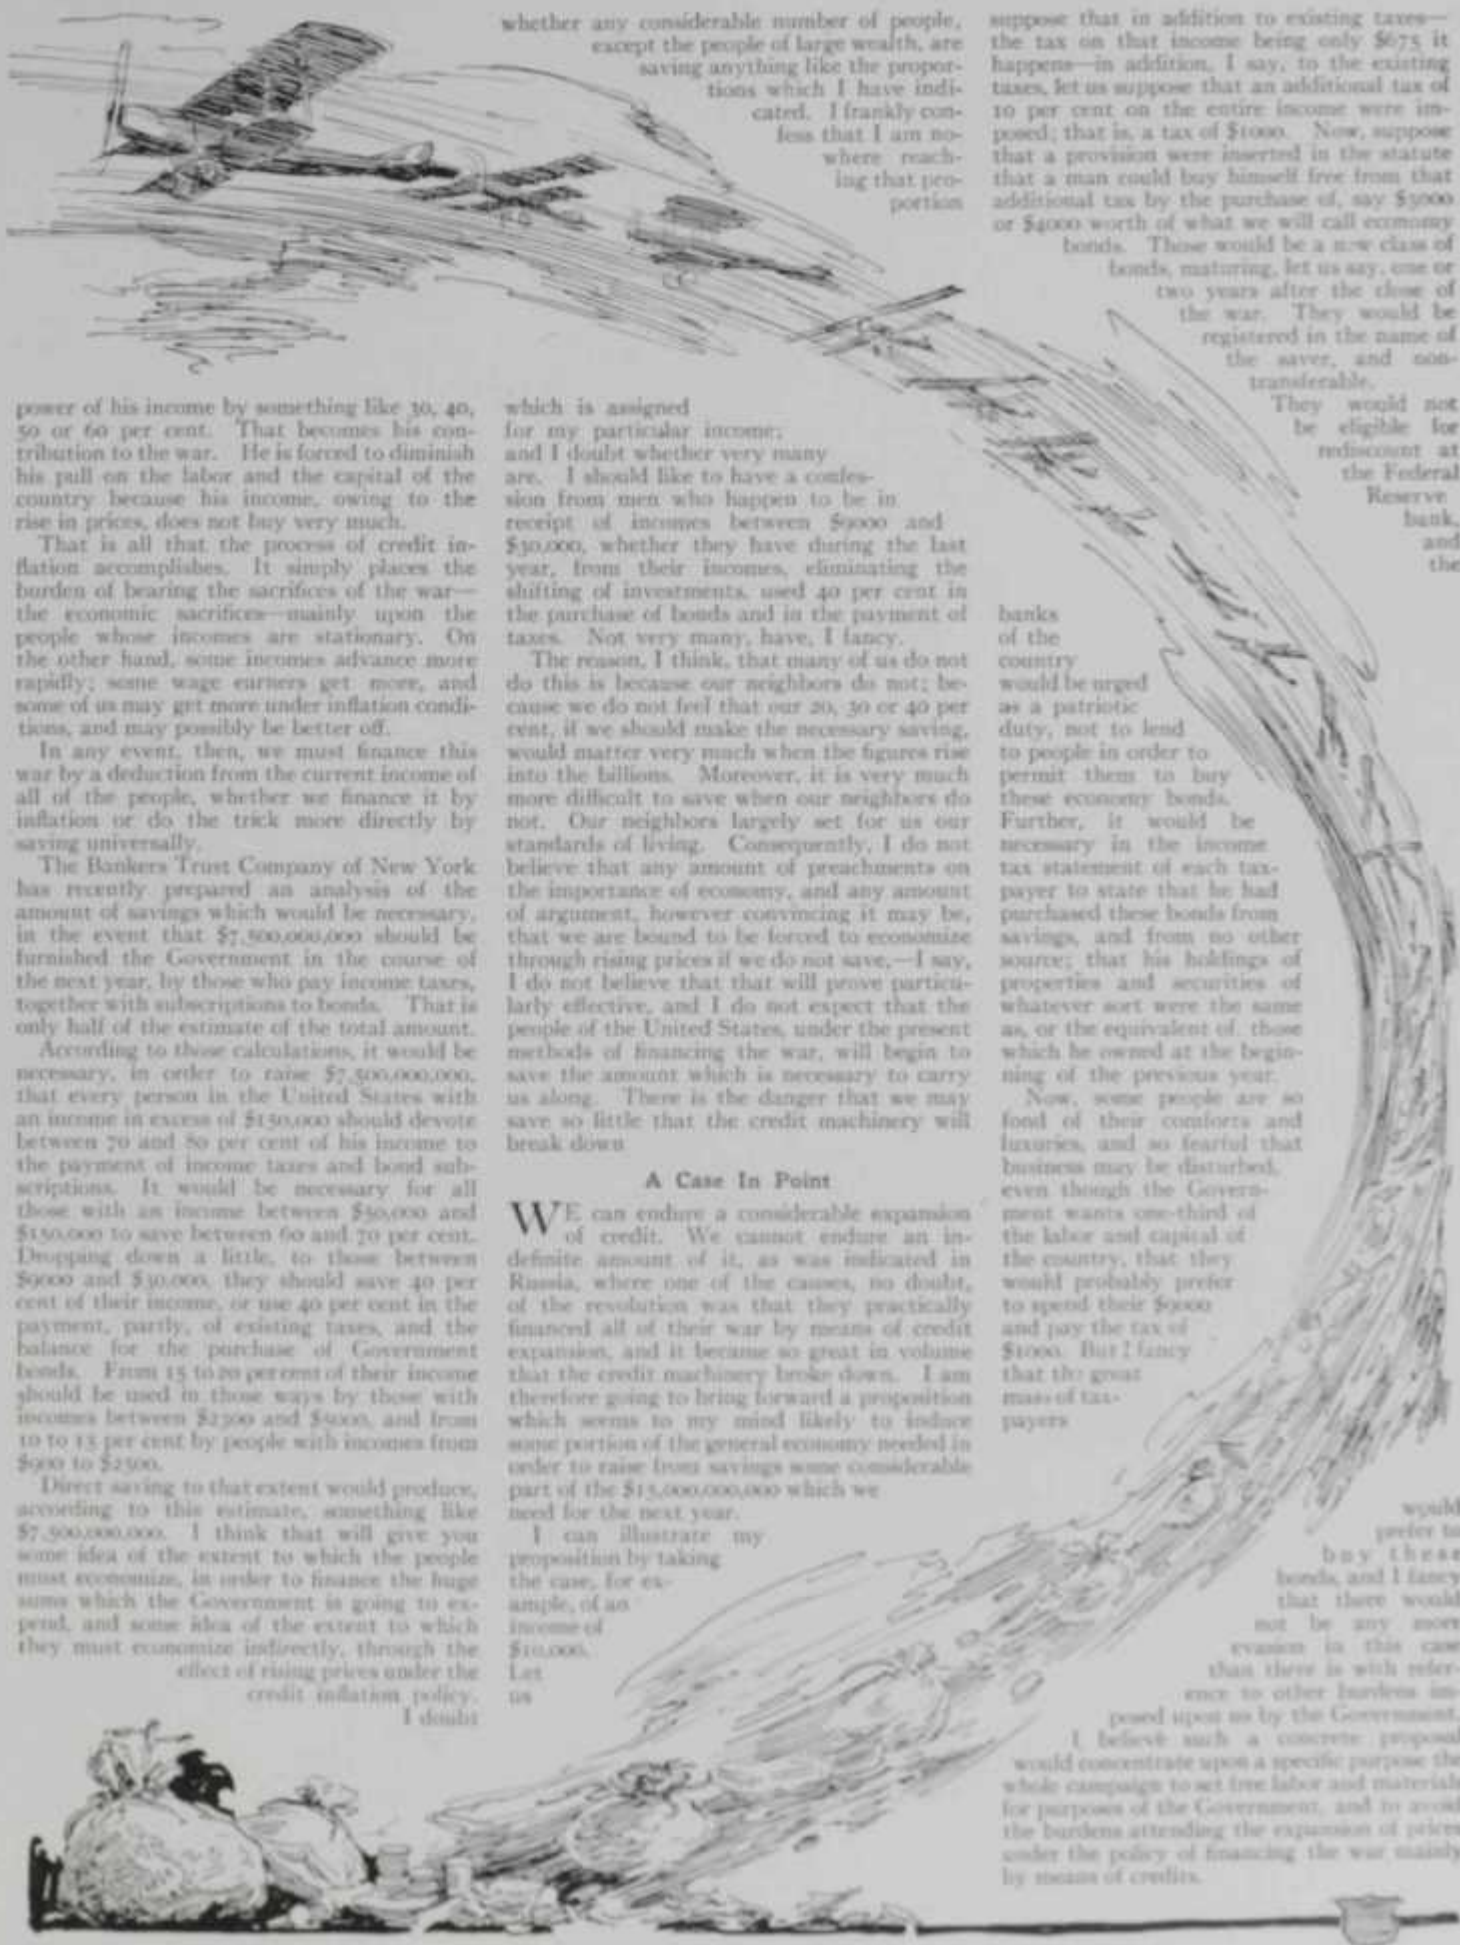 power of his income by something like 30, 40,
50 or 60 per cent. That becomes his con-
tribution to the war. He is forced to diminish
his pull on the labor and the capital of the
country because his income, owing to the
rise in prices, does not buy very much.
That is all that the process of credit in-
flation accomplishes. It simply places the
burden of bearing the sacrifices of the war—
the economic sacrifices—mainly upon the
people whose incomes are stationary. On
the other hand, some incomes advance more
rapidly; some wage earners get more, and
some of us may get more under inflation condi-
tions, and may possibly be better off.
In any event, then, we must finance this
war by a deduction from the current income of
all of the people, whether we finance it by
inflation or do the trick more directly by
saving universally.
The Bankers Trust Company of New York
has recently prepared an analysis of the
amount of savings which would be necessary,
in the event that $7,500,000,000 should be
furnished the Government in the course of
the next year, by those who pay income taxes,
together with subscriptions to bonds. That is
only half of the estimate of the total amount.
According to those calculations, it would be
necessary, in order to raise $7,500,000,000,
that every person in the United States with
an income in excess of $150,000 should devote
between 70 and 80 per cent of his income to
the payment of income taxes and bond sub-
scriptions. It would be necessary for all
those with an income between $50,000 and
$150,000 to save between 60 and 70 per cent.
Dropping down a little, to those between
$9000 and $30,000, they should save 40 per
cent of their income, or use 40 per cent in the
payment, partly, of existing taxes, and the
balance for the purchase of Government
bonds. From 15 to 20 per cent of their income
should be used in those ways by those with
incomes between $2500 and $5000, and from
10 to 15 per cent by people with incomes from
$900 to $2500.
Direct saving to that extent would produce,
according to this estimate, something like
$7,500,000,000. I think that will give you
some idea of the extent to which the people
must economize, in order to finance the huge
sums which the Government is going to ex-
pend, and some idea of the extent to which
they must economize indirectly, through the
effect of rising prices under the
credit inflation policy.
I doubt
whether any considerable number of people,
except the people of large wealth, are
saving anything like the propor-
tions which I have indi-
cated. I frankly con-
fess that I am no-
where reach-
ing that pro-
portion
which is assigned
for my particular income;
and I doubt whether very many
are. I should like to have a confes-
sion from men who happen to be in
receipt of incomes between $9000 and
$30,000, whether they have during the last
year, from their incomes, eliminating the
shifting of investments, used 40 per cent in
the purchase of bonds and in the payment of
taxes. Not very many, have, I fancy.
The reason, I think, that many of us do not
do this is because our neighbors do not; be-
cause we do not feel that our 20, 30 or 40 per
cent, if we should make the necessary saving,
would matter very much when the figures rise
into the billions. Moreover, it is very much
more difficult to save when our neighbors do
not. Our neighbors largely set for us our
standards of living. Consequently, I do not
believe that any amount of preachments on
the importance of economy, and any amount
of argument, however convincing it may be,
that we are bound to be forced to economize
through rising prices if we do not save,—I say,
I do not believe that that will prove particu-
larly effective, and I do not expect that the
people of the United States, under the present
methods of financing the war, will begin to
save the amount which is necessary to carry
us along. There is the danger that we may
save so little that the credit machinery will
break down
A Case In Point
WE can endure a considerable expansion
of credit. We cannot endure an in-
definite amount of it, as was indicated in
Russia, where one of the causes, no doubt,
of the revolution was that they practically
financed all of their war by means of credit
expansion, and it became so great in volume
that the credit machinery broke down. I am
therefore going to bring forward a proposition
which seems to my mind likely to induce
some portion of the general economy needed in
order to raise from savings some considerable
part of the $15,000,000,000 which we
need for the next year.
I can illustrate my
proposition by taking
the case, for ex-
ample, of an
income of
$10,000.
Let
us
suppose that in addition to existing taxes—
the tax on that income being only $675 it
happens—in addition, I say, to the existing
taxes, let us suppose that an additional tax of
10 per cent on the entire income were im-
posed; that is, a tax of $1000. Now, suppose
that a provision were inserted in the statute
that a man could buy himself free from that
additional tax by the purchase of, say $3000
or $4000 worth of what we will call economy
bonds. Those would be a new class of
bonds, maturing, let us say, one or
two years after the close of
the war. They would be
registered in the name of
the saver, and non-
transferable.
They would not
be eligible for
rediscount at
the Federal
Reserve
bank,
and
the
banks
of the
country
would be urged
as a patriotic
duty, not to lend
to people in order to
permit them to buy
these economy bonds.
Further, it would be
necessary in the income
tax statement of each tax-
payer to state that he had
purchased these bonds from
savings, and from no other
source; that his holdings of
properties and securities of
whatever sort were the same
as, or the equivalent of, those
which he owned at the begin-
ning of the previous year.
Now, some people are so
fond of their comforts and
luxuries, and so fearful that
business may be disturbed,
even though the Govern-
ment wants one-third of
the labor and capital of
the country, that they
would probably prefer
to spend their $9000
and pay the tax of
$1000. But I fancy
that the great
mass of tax-
payers
would
prefer to
buy these
bonds, and I fancy
that there would
not be any more
evasion in this case
than there is with refer-
ence to other burdens im-
posed upon us by the Government.
I believe such a concrete proposal
would concentrate upon a specific purpose the
whole campaign to set free labor and materials
for purposes of the Government, and to avoid
the burdens attending the expansion of prices
under the policy of financing the war mainly
by means of credits.